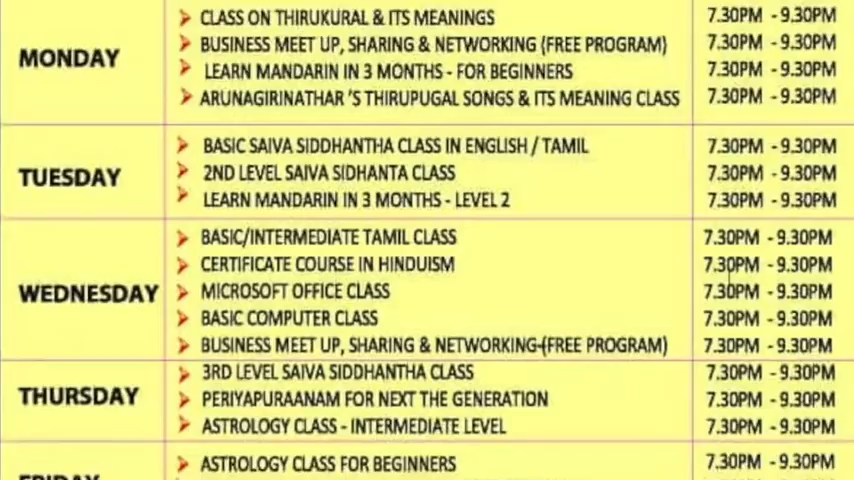 MONDAY
CLASS ON THIRUKURAL & ITS MEANINGS 7.30PM - 9.30PM
BUSINESS MEET UP, SHARING & NETWORKING (FREE PROGRAM) 7.30PM - 9.30PM
LEARN MANDARIN IN 3 MONTHS - FOR BEGINNERS 7.30PM - 9.30PM
ARUNAGIRINATHAR 'S THIRUPUGAL SONGS & ITS MEANING CLASS 7.30PM - 9.30PM
TUESDAY
BASIC SAIVA SIDDHANTHA CLASS IN ENGLISH / TAMIL 7.30PM - 9.30PM
2ND LEVEL SAIVA SIDHANTA CLASS 7.30PM - 9.30PM
LEARN MANDARIN IN 3 MONTHS - LEVEL 2 7.30PM - 9.30PM
WEDNESDAY
BASIC/INTERMEDIATE TAMIL CLASS 7.30PM - 9.30PM
CERTIFICATE COURSE IN HINDUISM 7.30PM - 9.30PM
MICROSOFT OFFICE CLASS 7.30PM - 9.30PM
BASIC COMPUTER CLASS 7.30PM - 9.30PM
BUSINESS MEET UP, SHARING & NETWORKING-(FREE PROGRAM) 7.30PM - 9.30PM
THURSDAY
3RD LEVEL SAIVA SIDDHANTHA CLASS 7.30PM - 9.30PM
PERIYAPURAANAM FOR NEXT THE GENERATION 7.30PM - 9.30PM
ASTROLOGY CLASS - INTERMEDIATE LEVEL 7.30PM - 9.30PM
FRIDAY
ASTROLOGY CLASS FOR BEGINNERS 7.30PM - 9.30PM